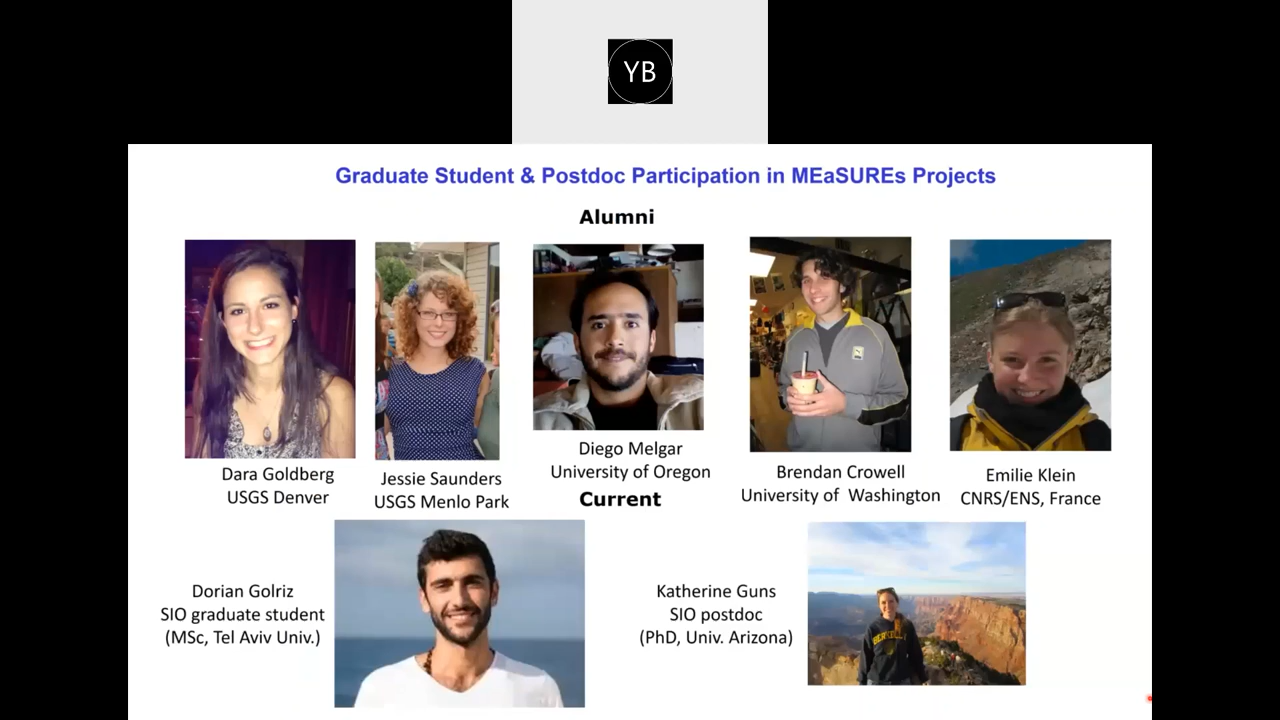 YB
Graduate Student & Postdoc Participation in MEaSUREs Projects
Alumni
Dara Goldberg
USGS Denver
Jessie Saunders
USGS Menlo Park
Diego Melgar
University of Oregon
Brendan Crowell
University of  Washington
Emilie Klein
CNRS/ENS, France
Current
Dorian Golriz
SIO graduate student
(MSc, Tel Aviv Univ.)
Katherine Guns
SIO postdoc
(PhD, Univ. Arizona)